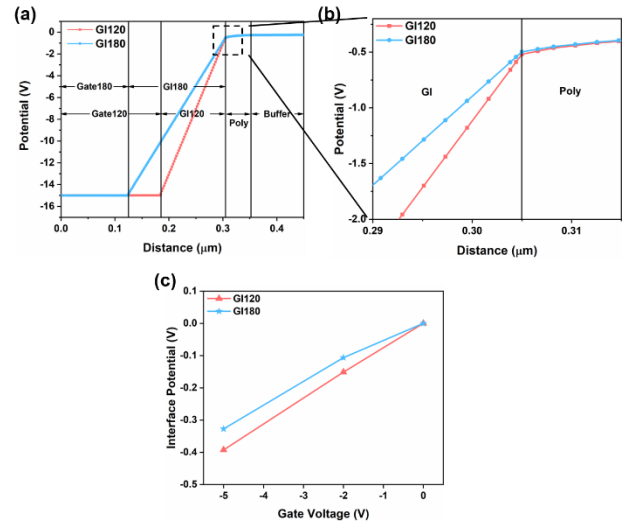 (a)
GI120
GI180
Potential (V)
2
0
-2
-4
-6
-8
-10
-12
-14
-16
Gate180
GI180
Gate120
GI120
Poly
Buffer
0.0 0.1 0.2 0.3 0.4
Distance (μm)
(b)
GI120
GI180
Potential (V)
-0.5
-1.0
-1.5
-2.0
GI
Poly
0.29 0.30 0.31
Distance (μm)
(c)
GI120
GI180
Interface Potential (V)
0.1
0.0
-0.1
-0.2
-0.3
-0.4
-0.5
-5 -4 -3 -2 -1 0
Gate Voltage (V)